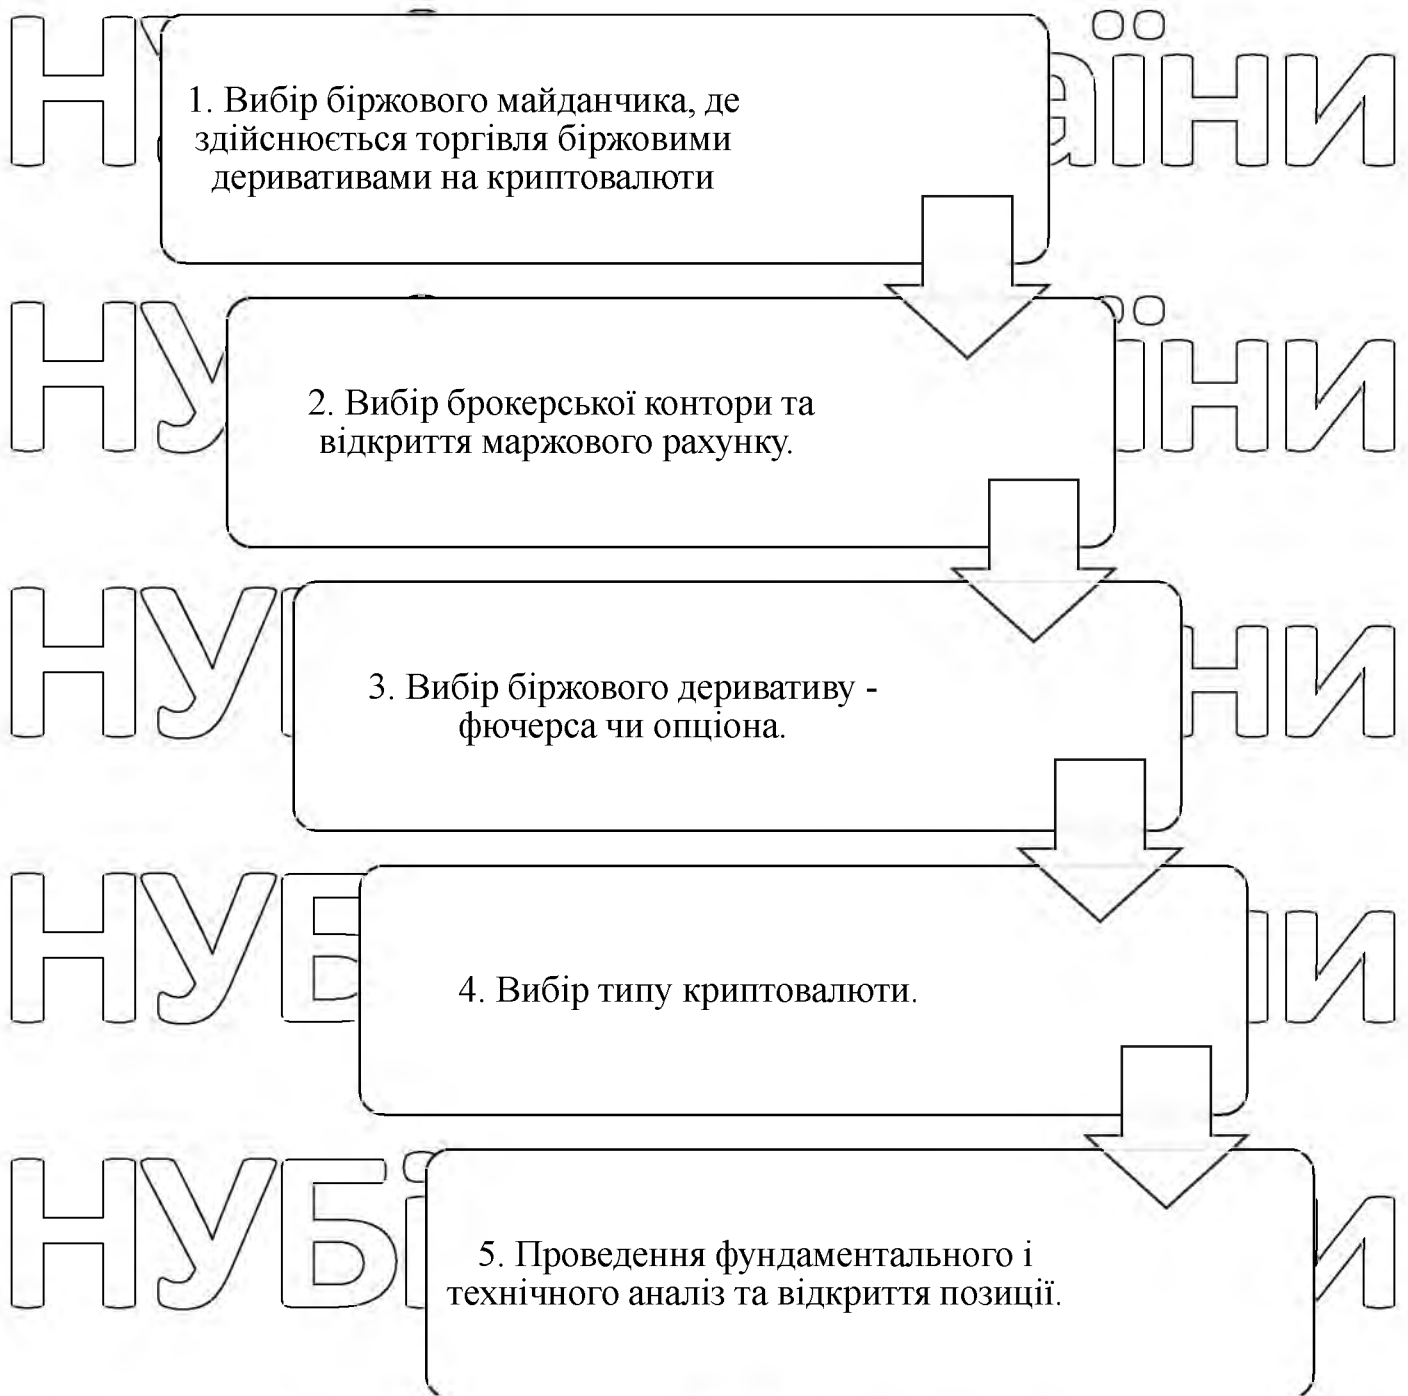 1. Вибір біржового майданчика, де
здійснюється торгівля біржовими
деривативами на криптовалюти
2. Вибір брокерської контори та
відкриття маржового рахунку.
3. Вибір біржового деривативу -
фючерса чи опціона.
4. Вибір типу криптовалюти.
5. Проведення фундаментального і
технічного аналіз та відкриття позиції.